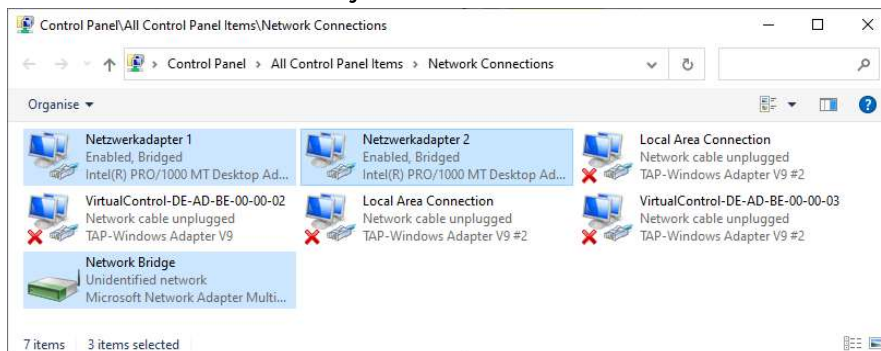 Control Panel\All Control Panel Items\Network Connections
Control Panel > All Control Panel Items > Network Connections
Organise
Netzwerkadapter 1
Enabled, Bridged
Intel(R) PRO/1000 MT Desktop Ad...
Netzwerkadapter 2
Enabled, Bridged
Intel(R) PRO/1000 MT Desktop Ad...
Local Area Connection
Network cable unplugged
TAP-Windows Adapter V9 #2
VirtualControl-DE-AD-BE-00-00-02
Network cable unplugged
TAP-Windows Adapter V9
Local Area Connection
Network cable unplugged
TAP-Windows Adapter V9 #2
VirtualControl-DE-AD-BE-00-00-03
Network cable unplugged
TAP-Windows Adapter V9 #2
Network Bridge
Unidentified network
Microsoft Network Adapter Multi...
7 items 3 items selected